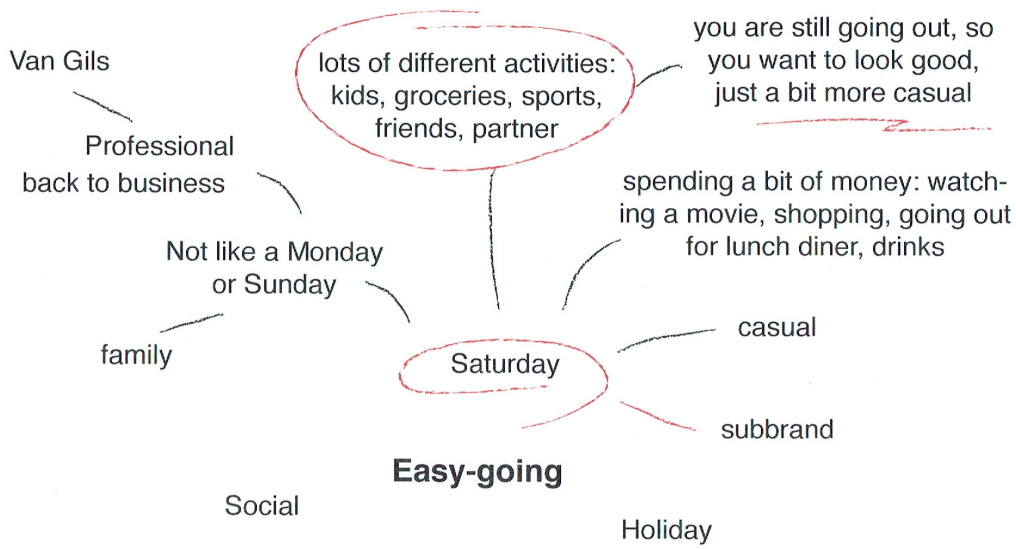 Van Gils
Professional
back to business
Not like a Monday
or Sunday
family
lots of different activities:
kids, groceries, sports,
friends, partner
you are still going out, so
you want to look good,
just a bit more casual
spending a bit of money: watch-
ing a movie, shopping, going out
for lunch diner, drinks
Saturday
casual
subbrand
Easy-going
Social
Holiday